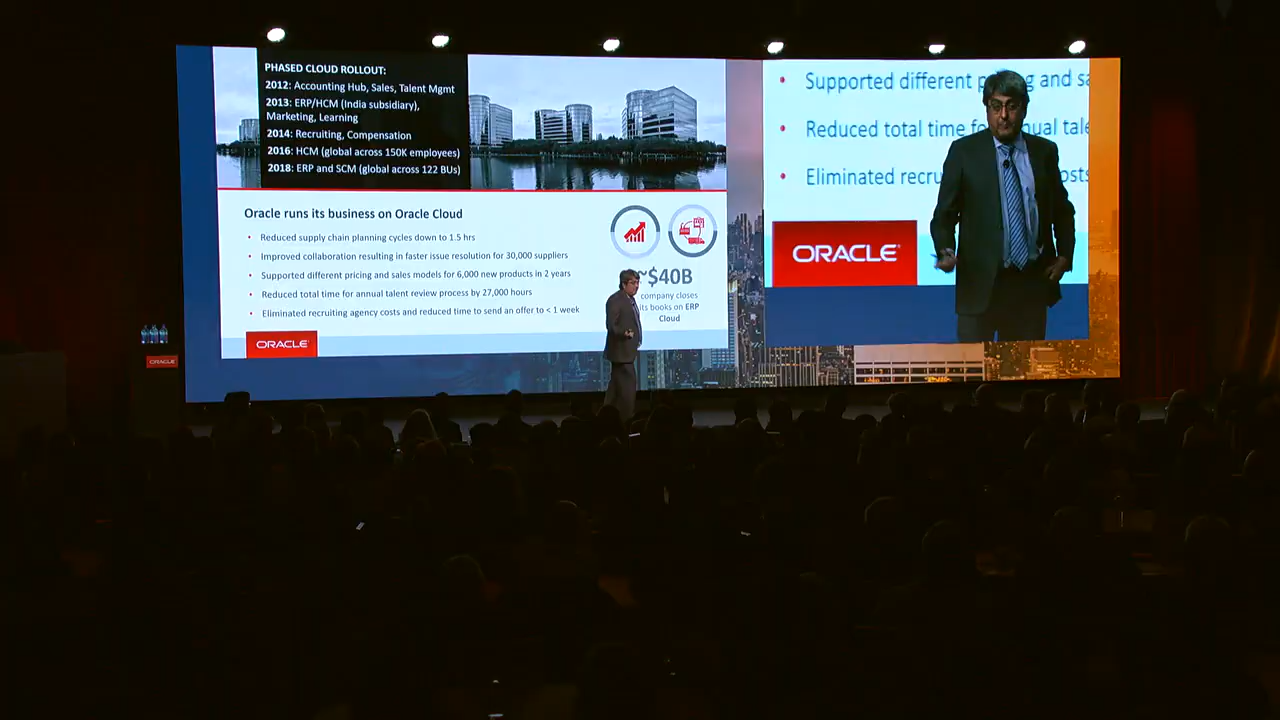 PHASED CLOUD ROLLOUT:
2012: Accounting Hub, Sales, Talent Mgmt
2013: ERP/HCM (India subsidiary),
Marketing, Learning
2014: Recruiting, Compensation
2016: HCM (global across 150K employees)
2018: ERP and SCM (global across 122 BUs)
Oracle runs its business on Oracle Cloud
• Reduced supply chain planning cycles down to 1.5 hrs
• Improved collaboration resulting in faster issue resolution for 30,000 suppliers
• Supported different pricing and sales models for 6,000 new products in 2 years
• Reduced total time for annual talent review process by 27,000 hours
• Eliminated recruiting agency costs and reduced time to send an offer to < 1 week
~$40B
company closes
its books on ERP
Cloud
ORACLE
• Supported different and
• Reduced total time
• Eliminated
ORACLE
ORACLE